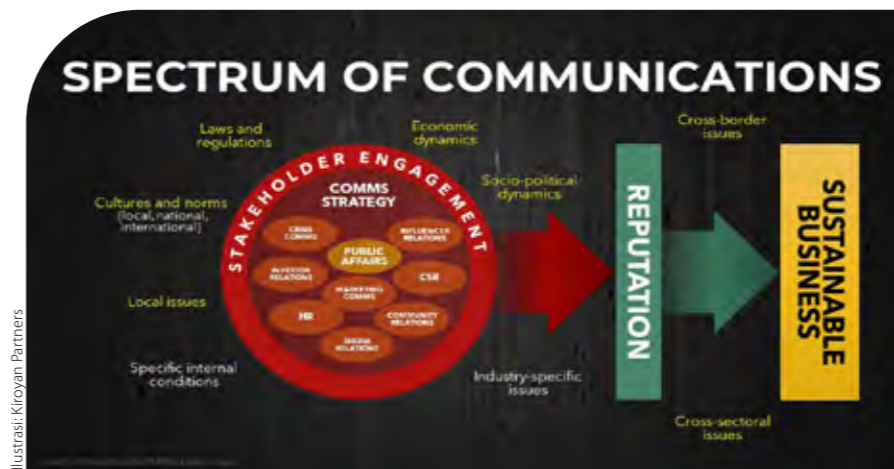 SPECTRUM OF COMMUNICATIONS
Laws and
regulations
Economic
dynamics
Cross-border
issues
STAKEHOLDER ENGAGEMENT
COMMS
STRATEGY
Socio-political
dynamics
Cultures and norms
(local, national,
international)
CRISIS
COMMS
INFLUENCER
RELATIONS
PUBLIC
AFFAIRS
INVESTOR
RELATIONS
CSR
MARKETING
COMMS
HR
COMMUNITY
RELATIONS
MEDIA
RELATIONS
Local issues
Specific internal
conditions
Industry-specific
issues
REPUTATION
SUSTAINABLE
BUSINESS
Cross-sectoral
issues
Ilustrasi: Kiroyan Partners